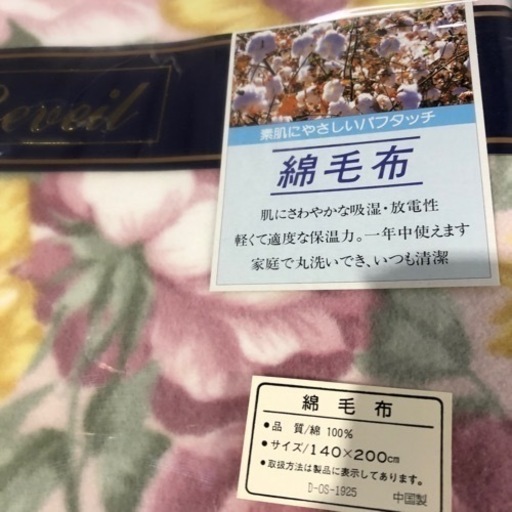 Reveil
素肌にやさしいパフタッチ
綿毛布
肌にさわやかな吸湿・放電性
軽くて適度な保温力。一年中使えます
家庭で丸洗いでき、いつも清潔
綿毛布
●品 質/綿 100%
●サイズ/140×200cm
●取扱方法は製品に表示してあります。
D-OS-1925
中国製